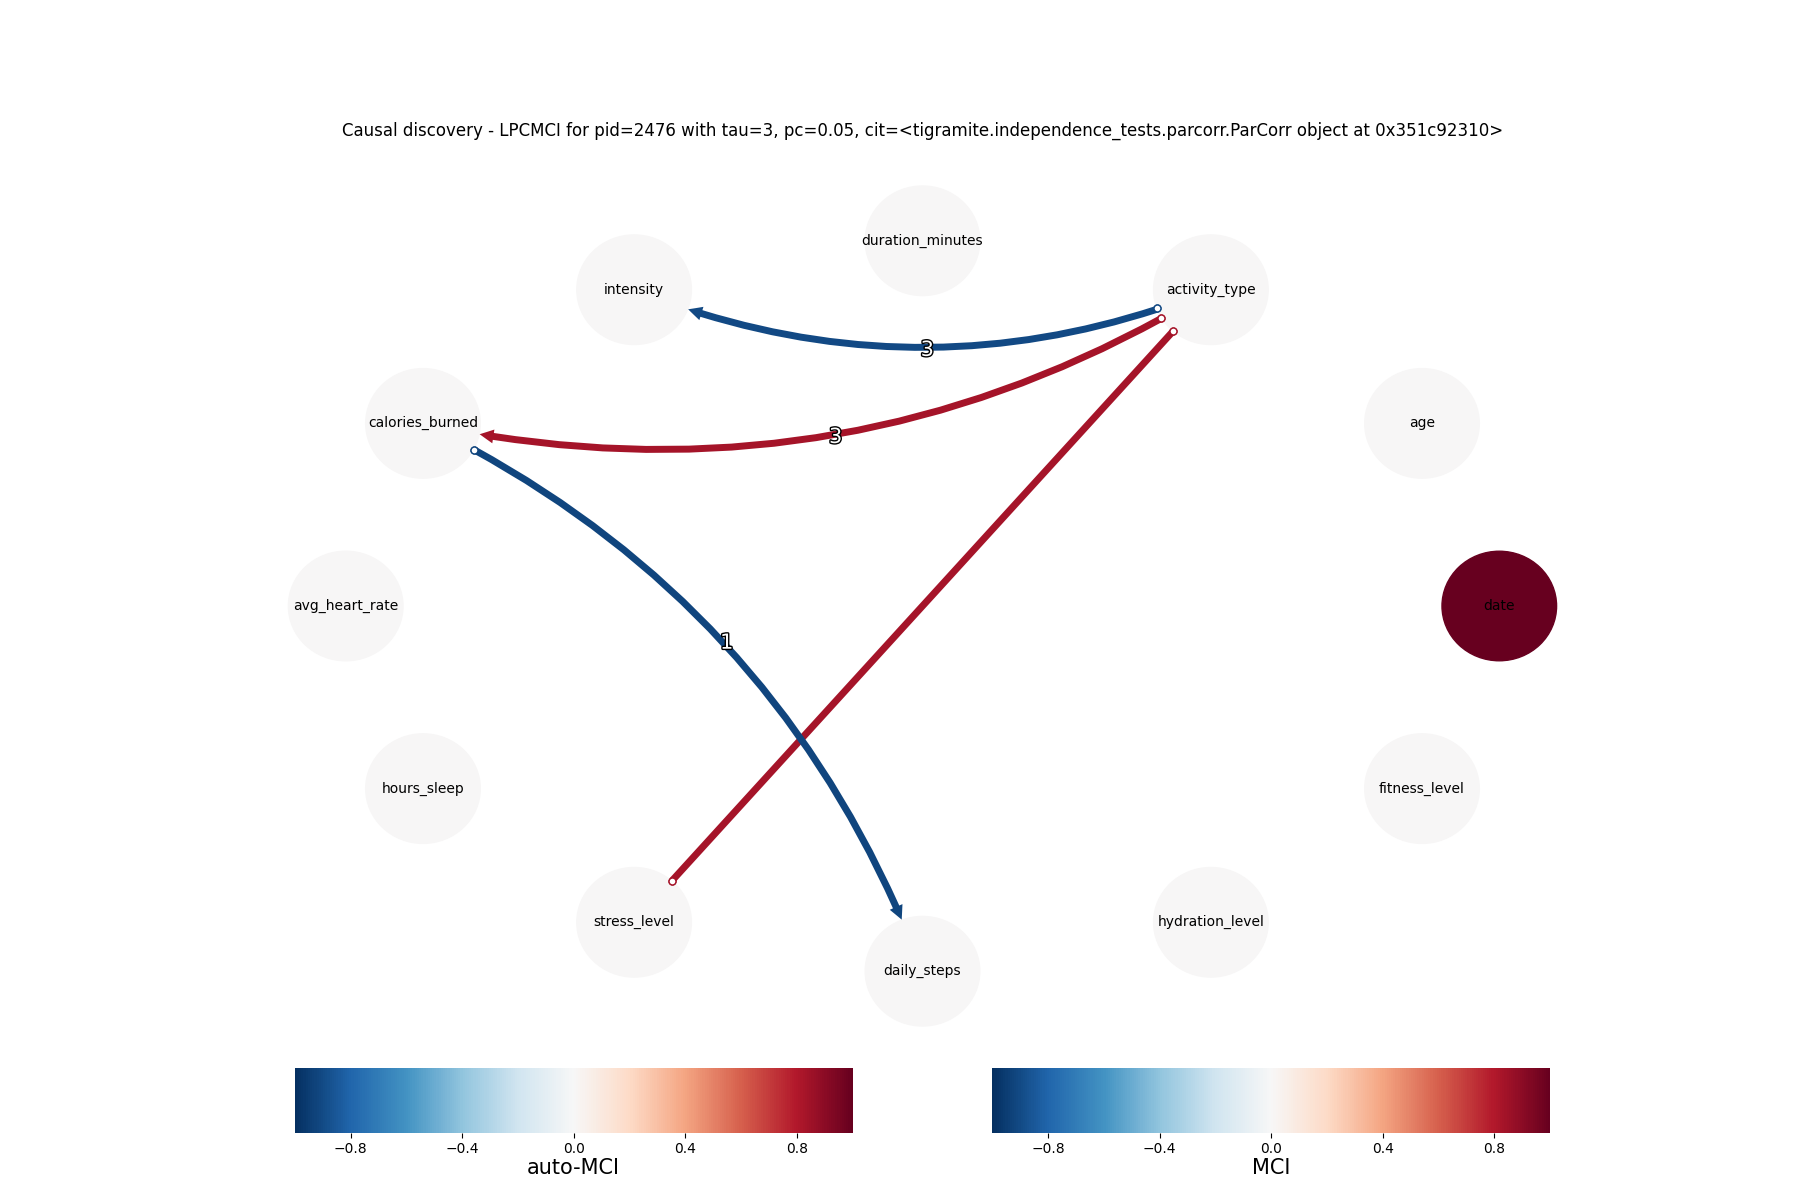 Causal discovery - LPCMCI for pid=2476 with tau=3, pc=0.05, cit=<tigramite.independence_tests.parcorr.ParCorr object at 0x351c92310>
duration_minutes
intensity
activity_type
3
calories_burned
3
age
avg_heart_rate
date
1
hours_sleep
fitness_level
stress_level
hydration_level
daily_steps
−0.8 −0.4 0.0 0.4 0.8
auto-MCI
−0.8 −0.4 0.0 0.4 0.8
MCI